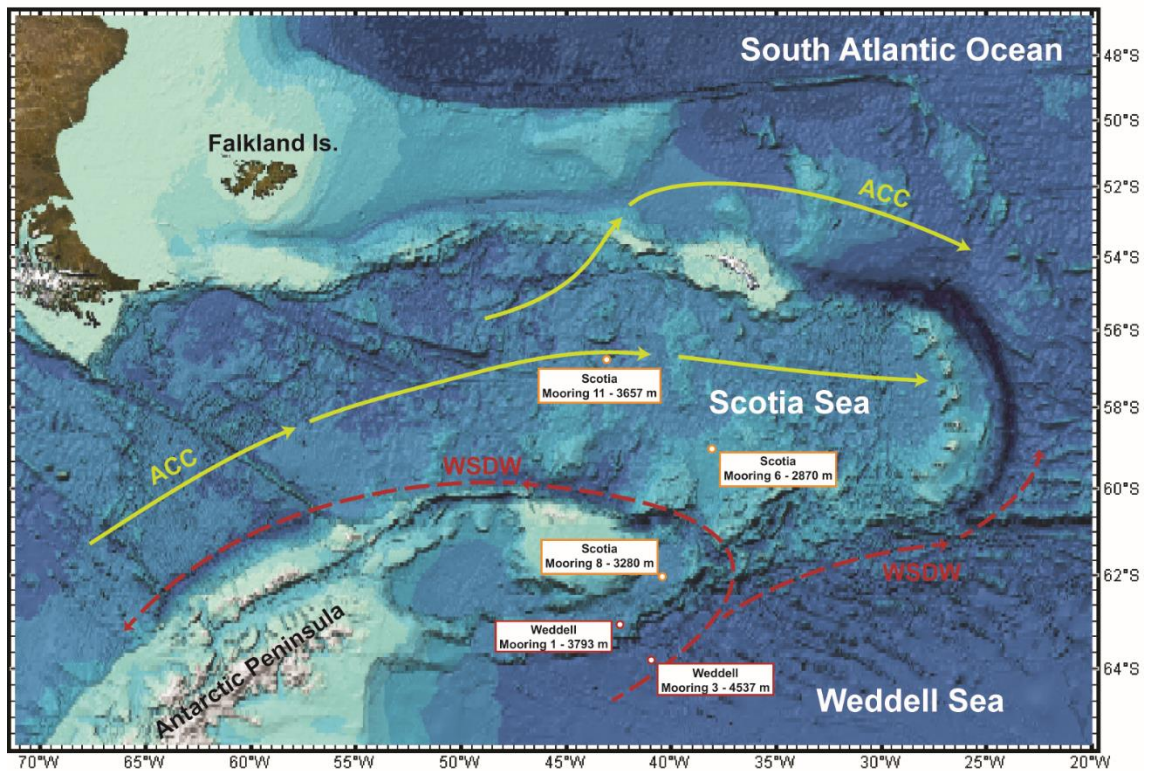 South Atlantic Ocean
48°S
50°S
Falkland Is.
52°S
ACC
54°S
56°S
Scotia
Mooring 11 - 3657 m
Scotia Sea
58°S
ACC
WSDW
Scotia
Mooring 6 - 2870 m
60°S
Scotia
Mooring 8 - 3280 m
WSDW
62°S
Weddell
Mooring 1 - 3793 m
Antarctic Peninsula
Weddell
Mooring 3 - 4537 m
64°S
Weddell Sea
70°W
65°W
60°W
55°W
50°W
45°W
40°W
35°W
30°W
25°W
20°W